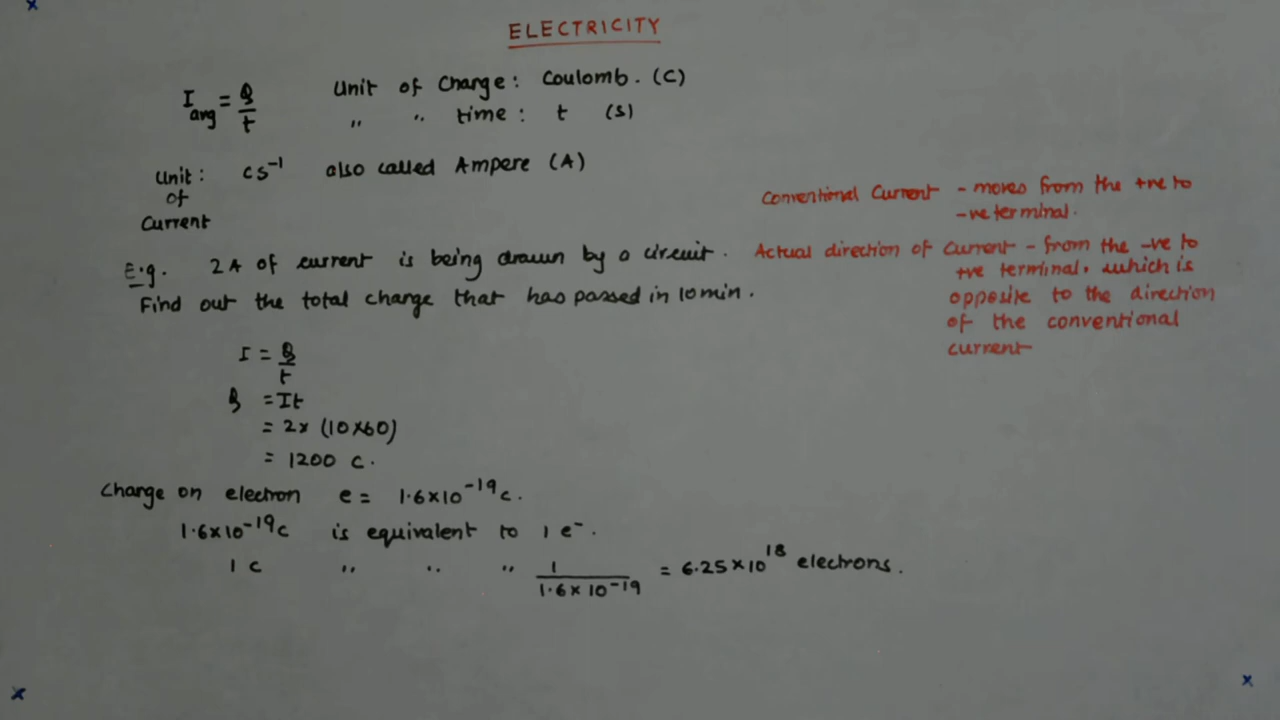 ELECTRICITY
I avg = Q/t Unit of Charge: Coulomb. (C)
" " time: t (s)
Unit: Cs⁻¹ also called Ampere (A)
of
Current
E.g. 2A of current is being drawn by a circuit.
Find out the total charge that has passed in 10min.
Conventional Current - moves from the +ve to
-ve terminal.
Actual direction of Current - from the -ve to
+ve terminal. which is
opposite to the direction
of the conventional
current
I = Q/t
Q = It
= 2x (10x60)
= 1200 C.
Charge on electron e = 1.6x10⁻¹⁹c.
1.6x10⁻¹⁹c is equivalent to 1 e⁻.
1 C " " " 1/1.6x10⁻¹⁹ = 6.25x10¹⁸ electrons.